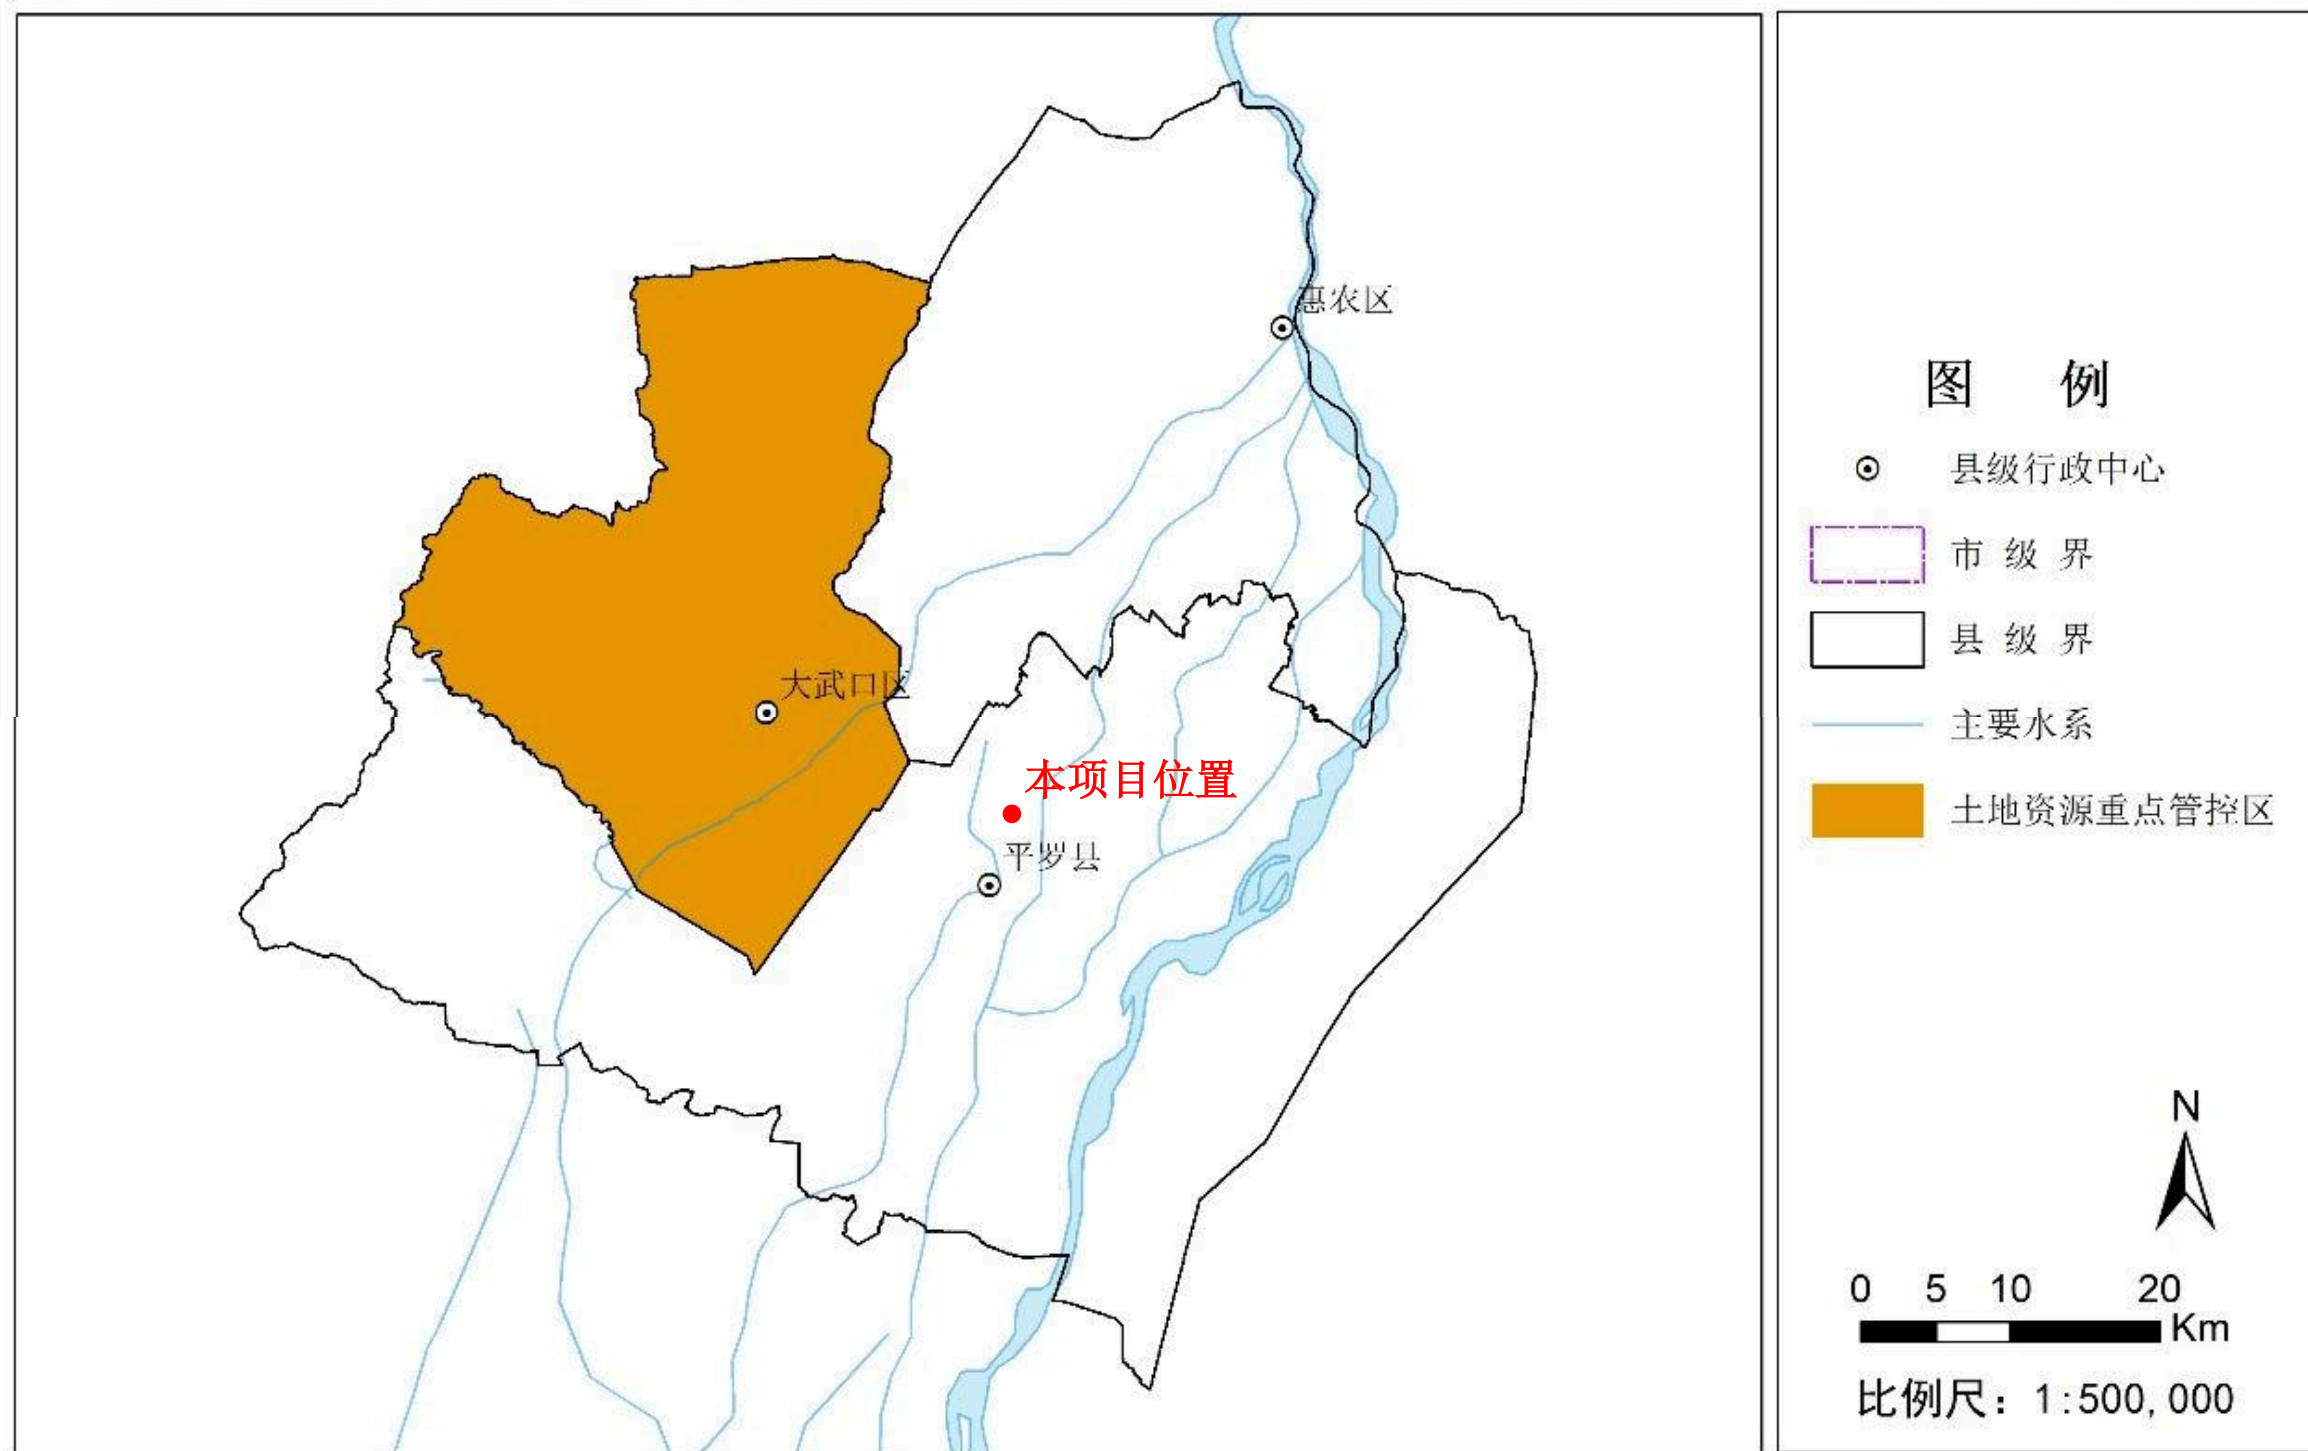 惠农区
大武口区
本项目位置
平罗县
图 例
县级行政中心
市 级 界
县 级 界
主要水系
土地资源重点管控区
N
0 5 10 20
Km
比例尺：1:500,000